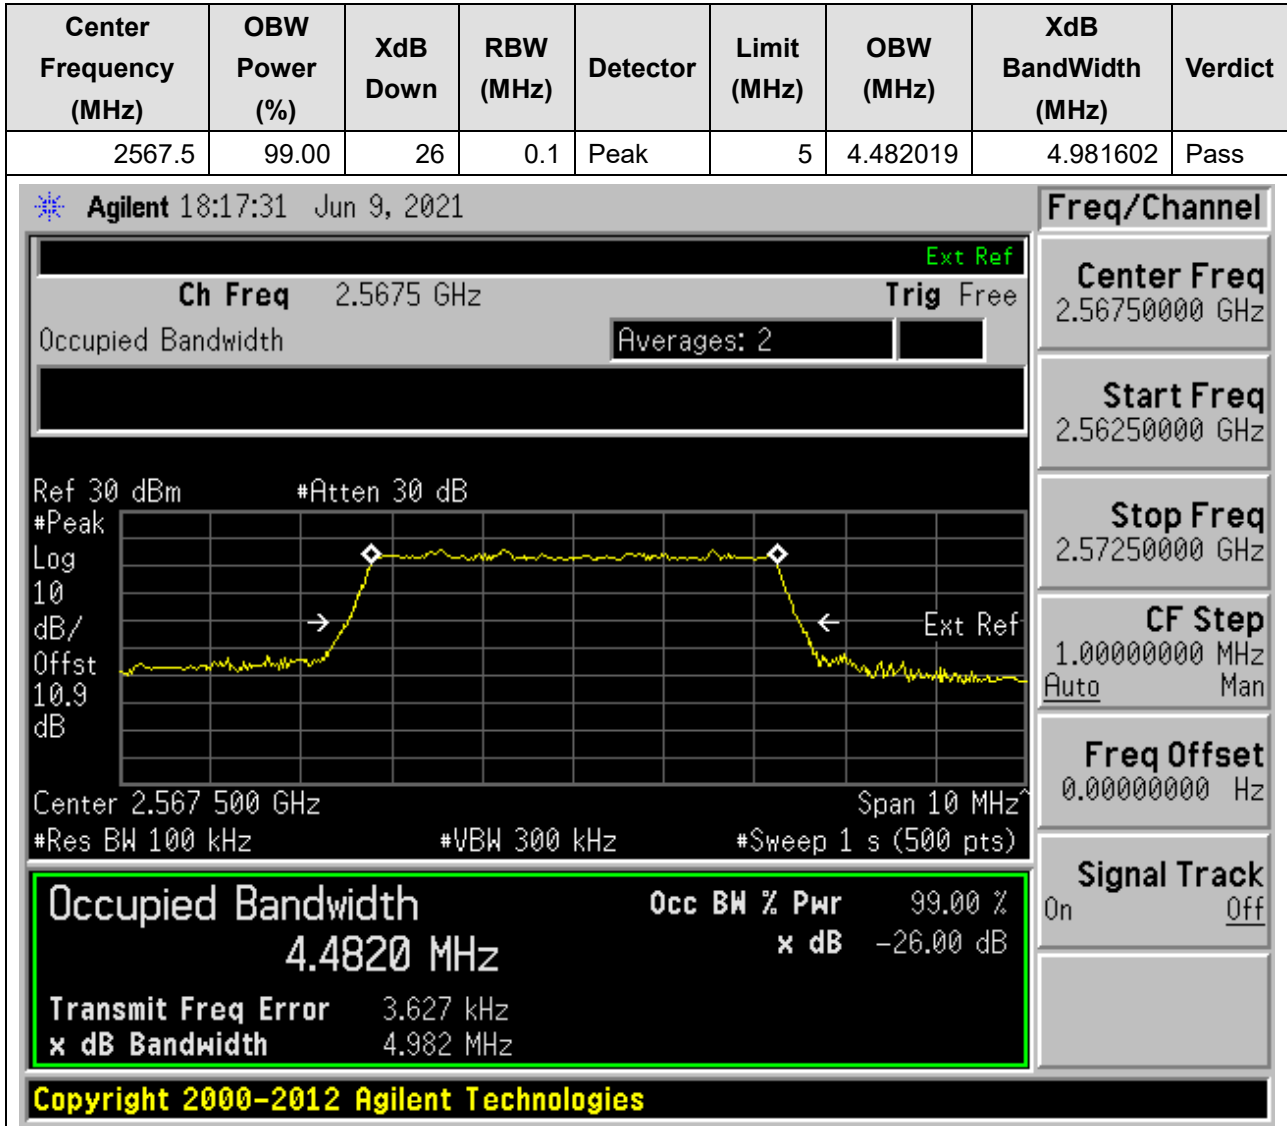 Center Frequency (MHz) OBW Power (%) XdB Down RBW (MHz) Detector Limit (MHz) OBW (MHz) XdB BandWidth (MHz) Verdict
2567.5 99.00 26 0.1 Peak 5 4.482019 4.981602 Pass
Agilent 18:17:31 Jun 9, 2021
Freq/Channel
Ext Ref
Ch Freq 2.5675 GHz Trig Free
Occupied Bandwidth Averages: 2
Ref 30 dBm #Atten 30 dB
#Peak
Log
10
dB/
Offst
10.9
dB
Ext Ref
Center 2.567 500 GHz Span 10 MHz^
#Res BW 100 kHz #VBW 300 kHz #Sweep 1 s (500 pts)
Occupied Bandwidth
4.4820 MHz
Occ BW % Pwr 99.00 %
x dB -26.00 dB
Transmit Freq Error 3.627 kHz
x dB Bandwidth 4.982 MHz
Center Freq
2.56750000 GHz
Start Freq
2.56250000 GHz
Stop Freq
2.57250000 GHz
CF Step
1.00000000 MHz
Auto Man
Freq Offset
0.00000000 Hz
Signal Track
On Off
Copyright 2000-2012 Agilent Technologies